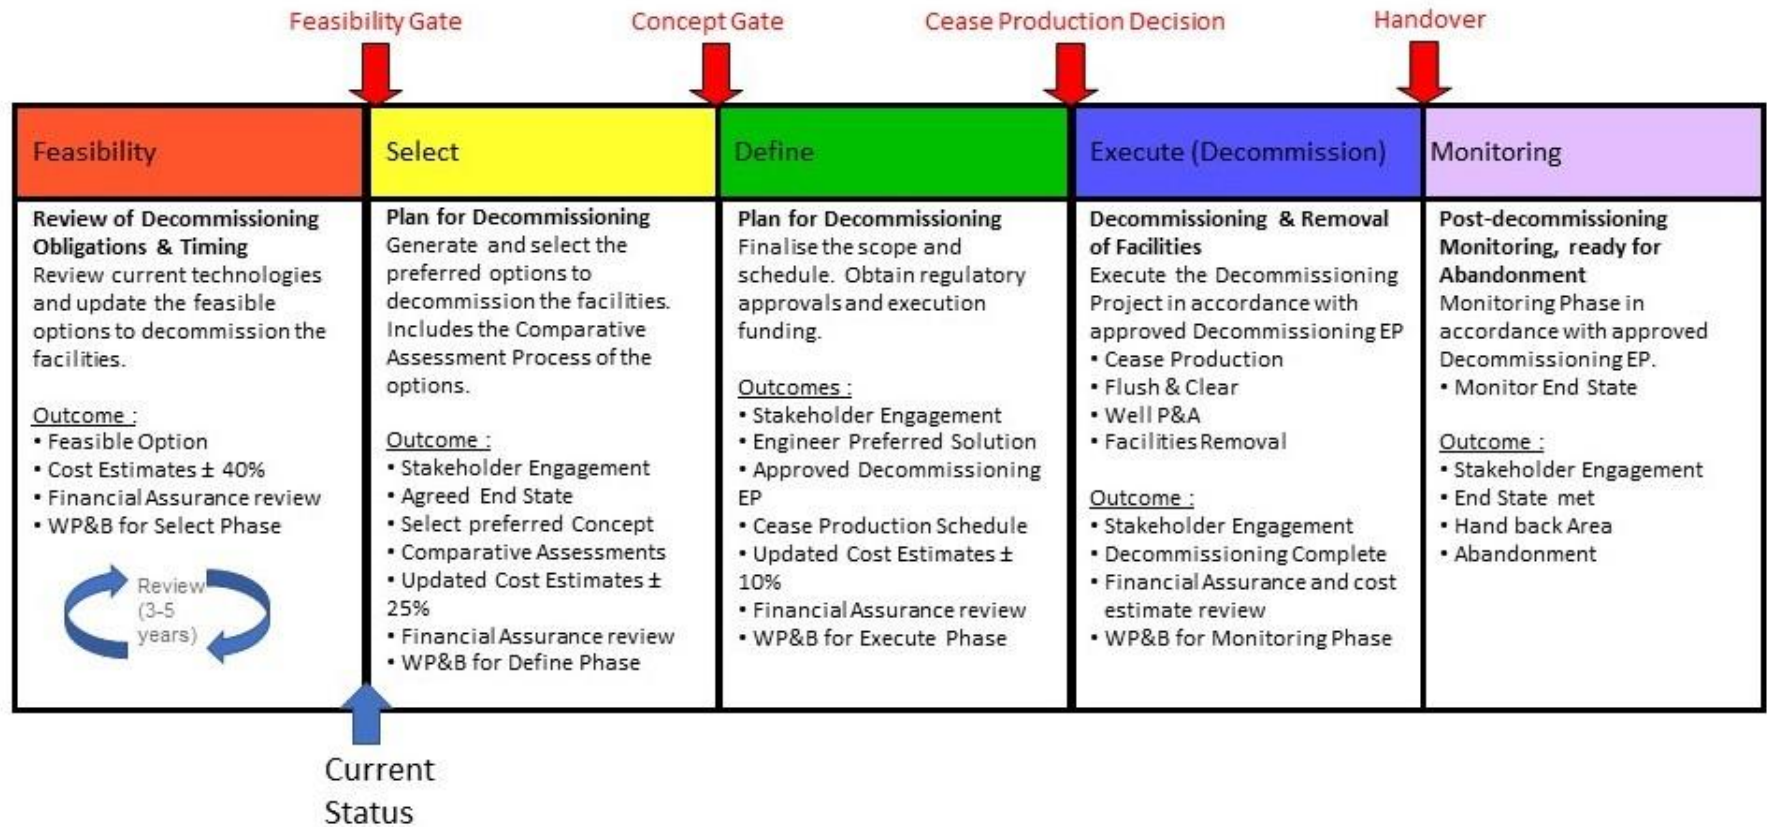 Feasibility Gate
Concept Gate
Cease Production Decision
Handover
Feasibility
Select
Define
Execute (Decommission)
Monitoring
Review of Decommissioning
Obligations & Timing
Review current technologies
and update the feasible
options to decommission the
facilities.
Outcome :
• Feasible Option
• Cost Estimates ± 40%
• Financial Assurance review
• WP&B for Select Phase
Review
(3-5
years)
Plan for Decommissioning
Generate and select the
preferred options to
decommission the facilities.
Includes the Comparative
Assessment Process of the
options.
Outcome :
• Stakeholder Engagement
• Agreed End State
• Select preferred Concept
• Comparative Assessments
• Updated Cost Estimates ±
25%
• Financial Assurance review
• WP&B for Define Phase
Plan for Decommissioning
Finalise the scope and
schedule. Obtain regulatory
approvals and execution
funding.
Outcomes :
• Stakeholder Engagement
• Engineer Preferred Solution
• Approved Decommissioning
EP
• Cease Production Schedule
• Updated Cost Estimates ±
10%
• Financial Assurance review
• WP&B for Execute Phase
Decommissioning & Removal
of Facilities
Execute the Decommissioning
Project in accordance with
approved Decommissioning EP
• Cease Production
• Flush & Clear
• Well P&A
• Facilities Removal
Outcome :
• Stakeholder Engagement
• Decommissioning Complete
• Financial Assurance and cost
estimate review
• WP&B for Monitoring Phase
Post-decommissioning
Monitoring, ready for
Abandonment
Monitoring Phase in
accordance with approved
Decommissioning EP.
• Monitor End State
Outcome :
• Stakeholder Engagement
• End State met
• Hand back Area
• Abandonment
Current
Status